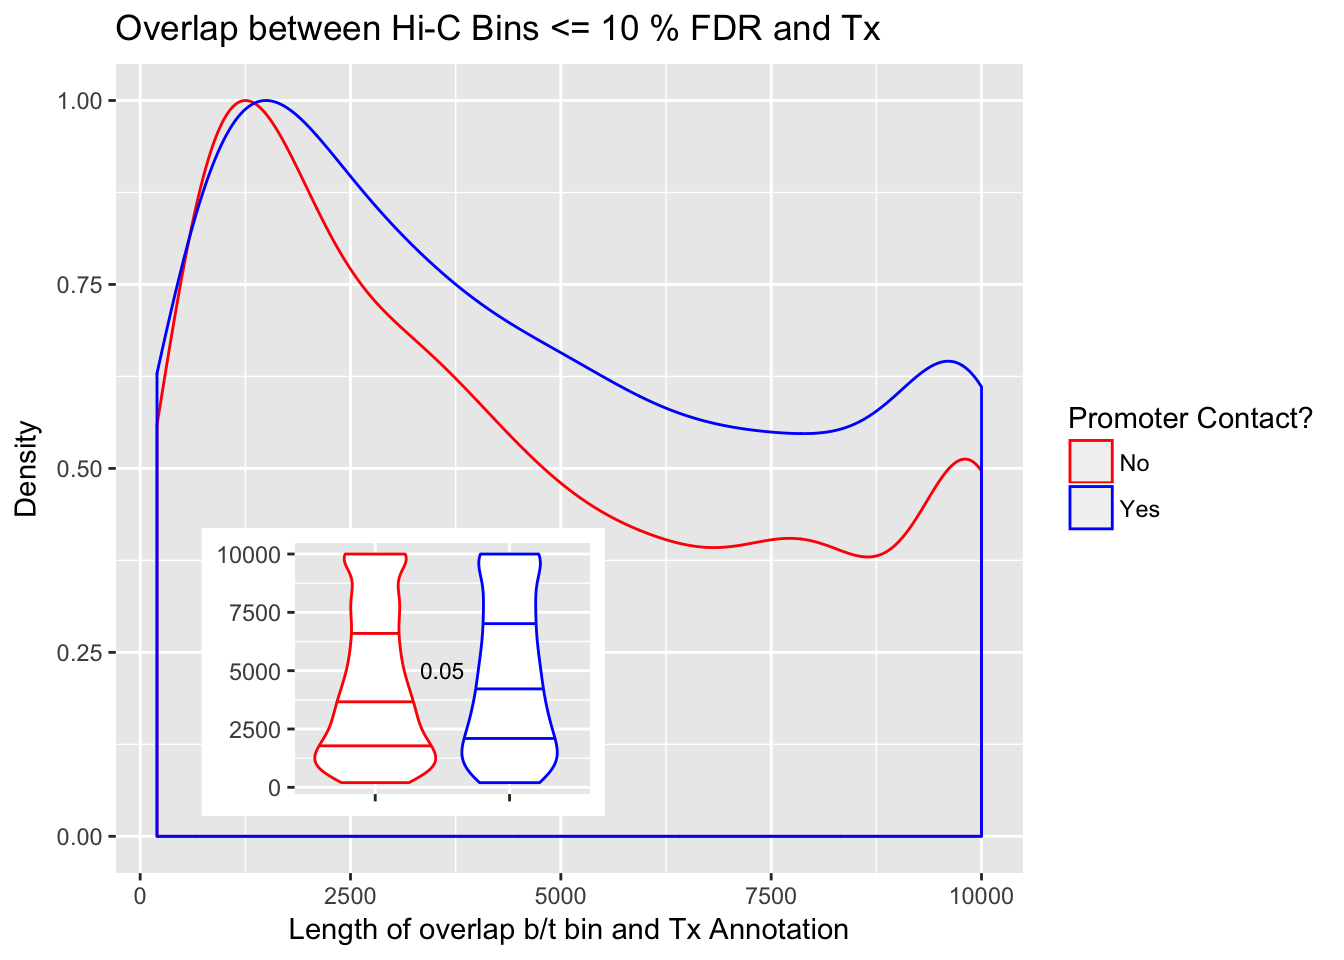 Overlap between Hi-C Bins <= 10 % FDR and Tx
1.00
0.75
0.50
0.25
0.00
Density
10000
7500
5000
2500
0
0.05
0 2500 5000 7500 10000
Length of overlap b/t bin and Tx Annotation
Promoter Contact?
No
Yes